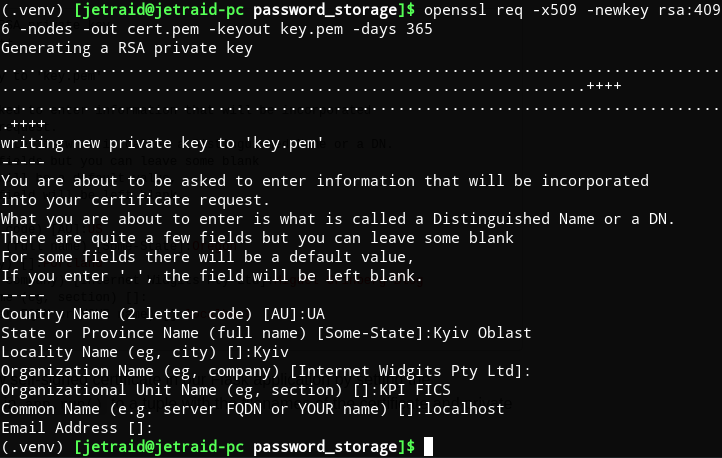 (.venv) [jetraid@jetraid-pc password_storage]$ openssl req -x509 -newkey rsa:409
6 -nodes -out cert.pem -keyout key.pem -days 365
Generating a RSA private key
................................................................................
.................................................................++++
................................................................................
.++++
writing new private key to 'key.pem'
-----
You are about to be asked to enter information that will be incorporated
into your certificate request.
What you are about to enter is what is called a Distinguished Name or a DN.
There are quite a few fields but you can leave some blank
For some fields there will be a default value,
If you enter '.', the field will be left blank.
-----
Country Name (2 letter code) [AU]:UA
State or Province Name (full name) [Some-State]:Kyiv Oblast
Locality Name (eg, city) []:Kyiv
Organization Name (eg, company) [Internet Widgits Pty Ltd]:
Organizational Unit Name (eg, section) []:KPI FICS
Common Name (e.g. server FQDN or YOUR name) []:localhost
Email Address []:
(.venv) [jetraid@jetraid-pc password_storage]$